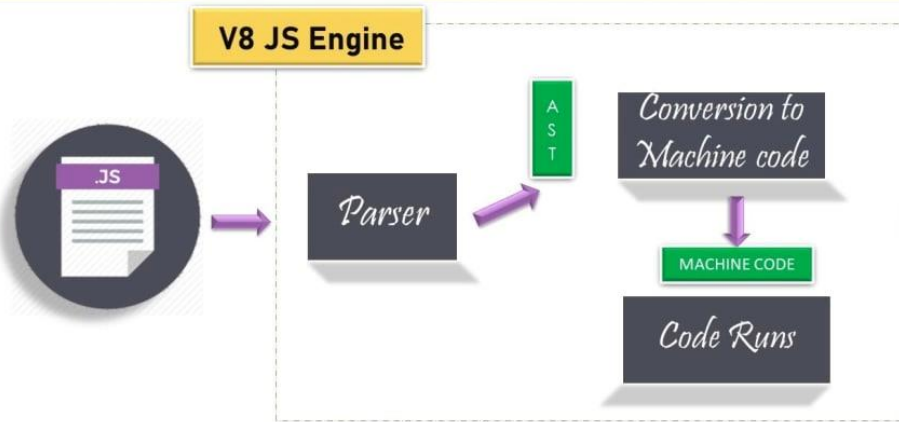 V8 JS Engine
.JS
Parser
A
S
T
Conversion to
Machine code
MACHINE CODE
Code Runs